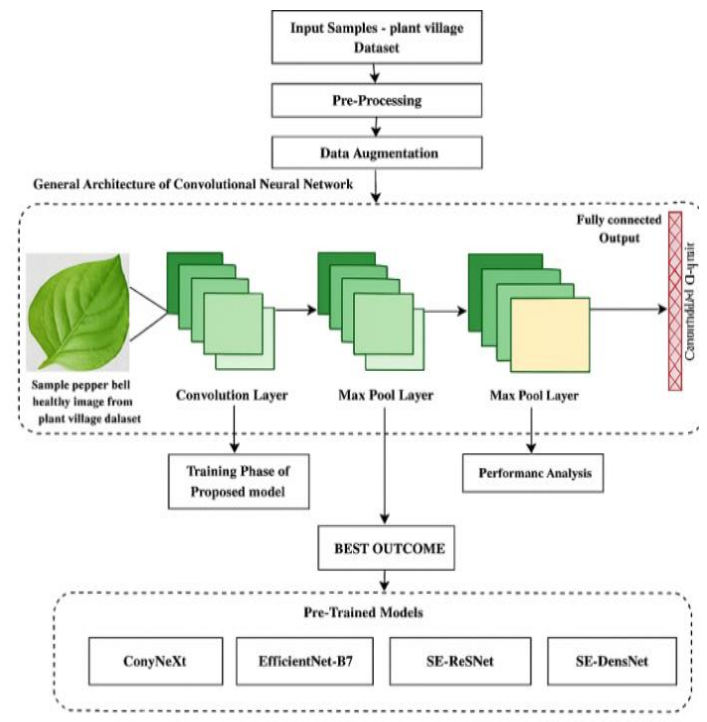 Input Samples - plant village
Dataset
Pre-Processing
Data Augmentation
General Architecture of Convolutional Neural Network
Fully connected
Output
Sample pepper bell
healthy image from
plant village dalaset
Convolution Layer
Max Pool Layer
Max Pool Layer
Training Phase of
Proposed model
Performanc Analysis
BEST OUTCOME
Pre-Trained Models
ConyNeXt
EfficientNet-B7
SE-ReSNet
SE-DensNet